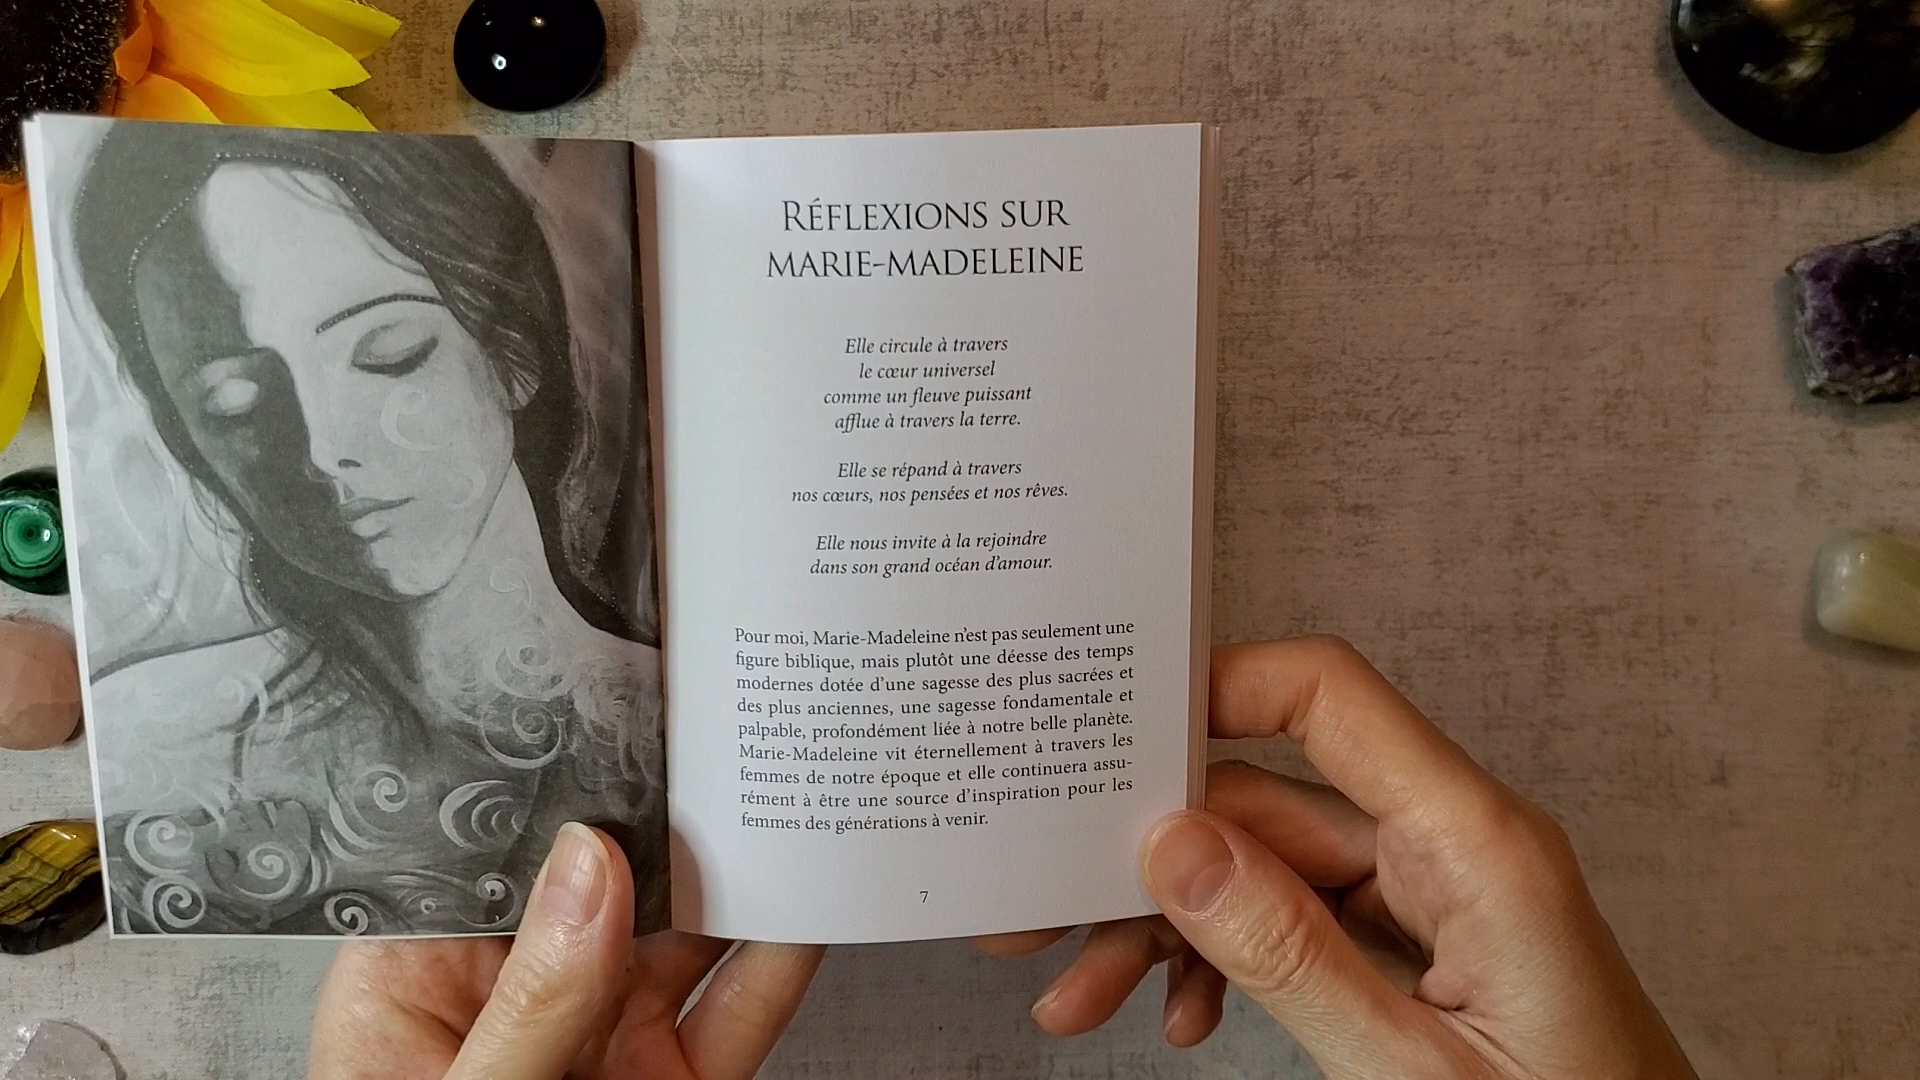 RÉFLEXIONS SUR
MARIE-MADELEINE
Elle circule à travers
le cœur universel
comme un fleuve puissant
afflue à travers la terre.
Elle se répand à travers
nos cœurs, nos pensées et nos rêves.
Elle nous invite à la rejoindre
dans son grand océan d'amour.
Pour moi, Marie-Madeleine n'est pas seulement une
figure biblique, mais plutôt une déesse des temps
modernes dotée d'une sagesse des plus sacrées et
des plus anciennes, une sagesse fondamentale et
palpable, profondément liée à notre belle planète.
Marie-Madeleine vit éternellement à travers les
femmes de notre époque et elle continuera assu-
rément à être une source d'inspiration pour les
femmes des générations à venir.
7